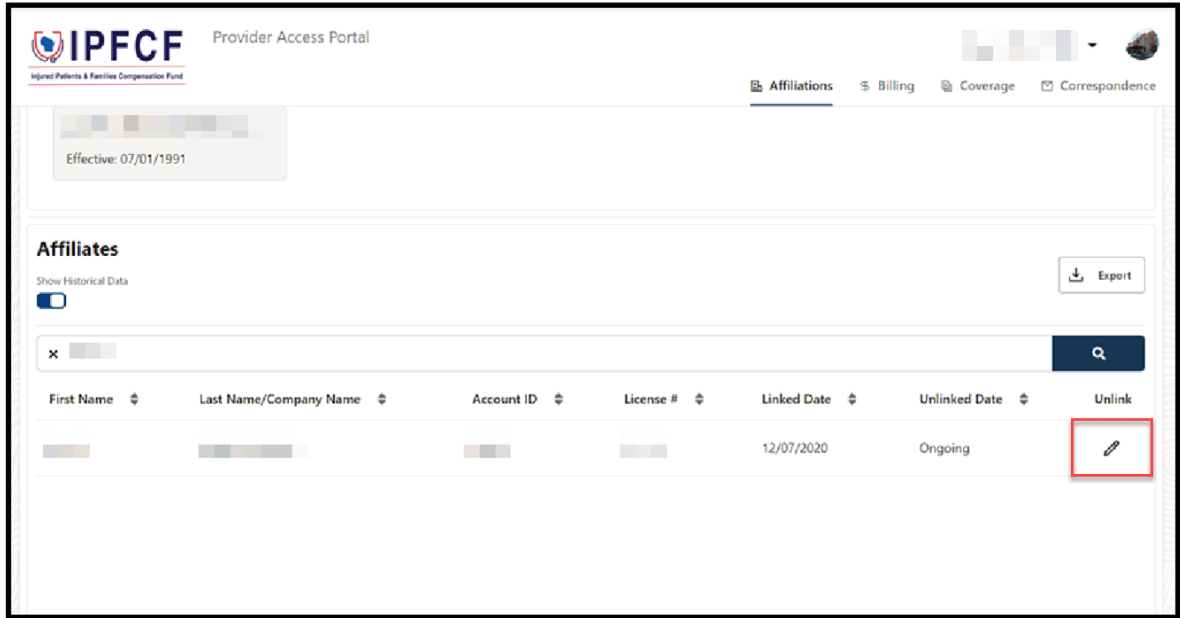 IPFCF
Injured Patients & Families Compensation Fund
Provider Access Portal
Affiliations Billing Coverage Correspondence
Effective: 07/01/1991
Affiliates
Show Historical Data
Export
First Name Last Name/Company Name Account ID License # Linked Date Unlinked Date Unlink
12/07/2020 Ongoing